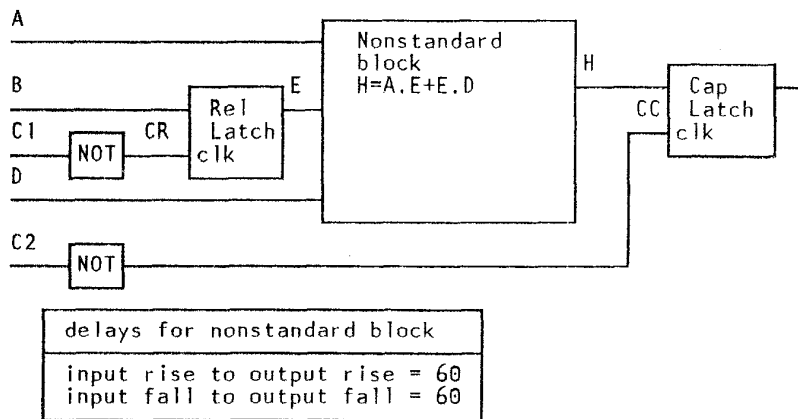 A
Nonstandard
block
H=A.E+E.D
H
B
E
Rel
Latch
clk
Cap
Latch
clk
CC
C1
CR
NOT
D
C2
NOT
delays for nonstandard block
input rise to output rise = 60
input fall to output fall = 60